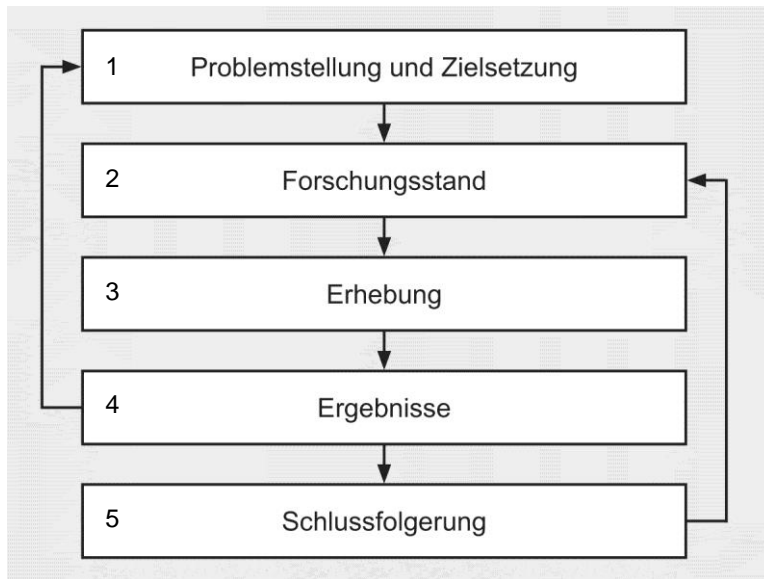 1 Problemstellung und Zielsetzung
2 Forschungsstand
3 Erhebung
4 Ergebnisse
5 Schlussfolgerung